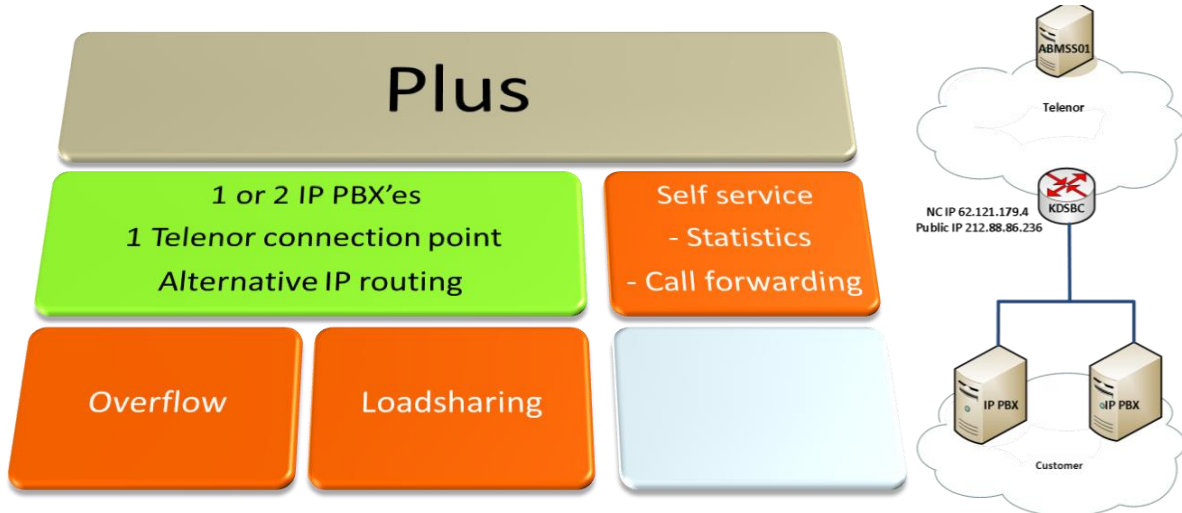 Plus
1 or 2 IP PBX’es
1 Telenor connection point
Alternative IP routing
Self service
- Statistics
- Call forwarding
Overflow
Loadsharing
ABMSS01
Telenor
NC IP 62.121.179.4
Public IP 212.88.86.236
KDSBC
IP PBX
IP PBX
Customer